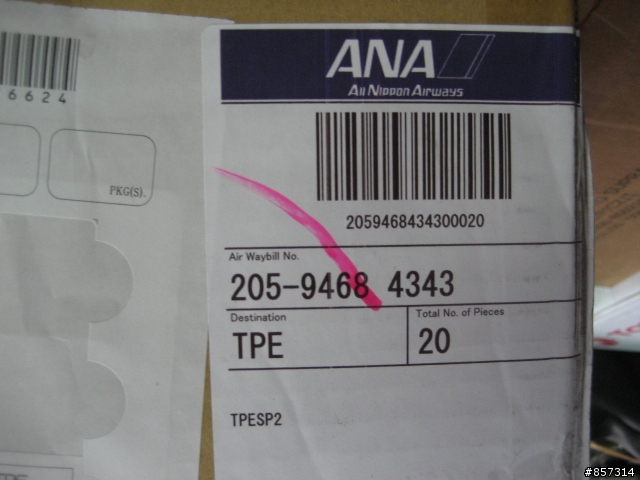 6624
PKG(S).
ANA
All Nippon Airways
2059468434300020
Air Waybill No.
205-9468 4343
Destination
TPE
Total No. of Pieces
20
TPESP2
#857314